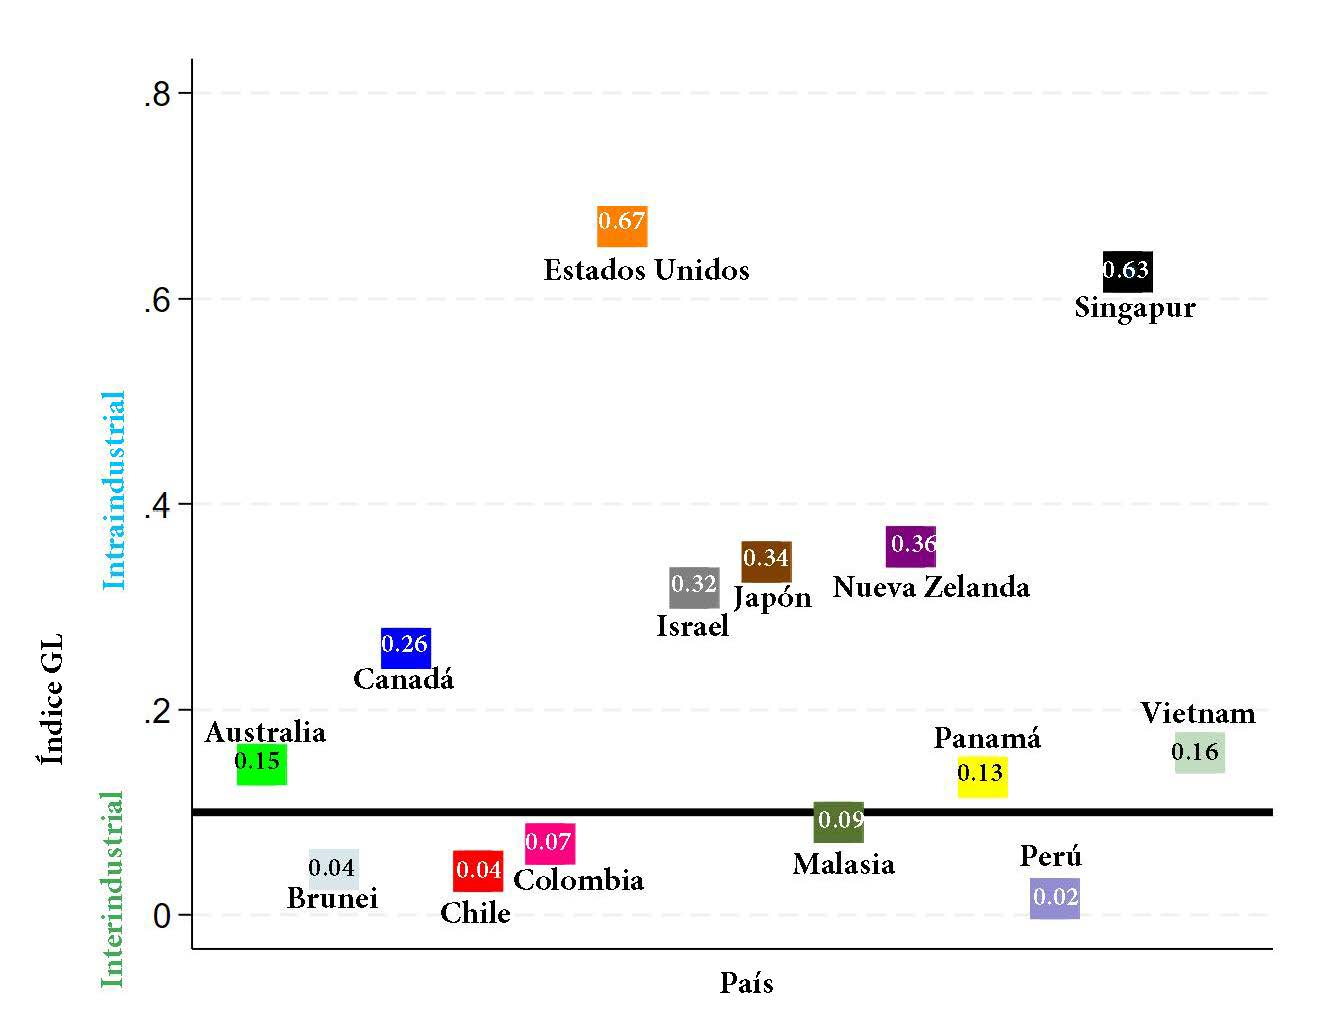 .8
0.67
Estados Unidos
0.63
Singapur
.6
Intraindustrial
.4
0.36
Nueva Zelanda
0.34
Japón
0.32
Israel
0.26
Canadá
Índice GL
.2
Australia
0.15
Vietnam
0.16
Panamá
0.13
Interindustrial
0.09
Malasia
0.07
Colombia
0.04
Brunei
0.04
Chile
Perú
0.02
0
País